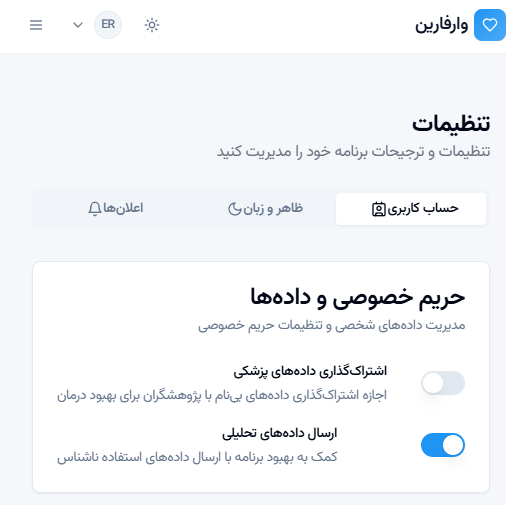 وارفارین
ER
تنظیمات
تنظیمات و ترجیحات برنامه خود را مدیریت کنید
حساب کاربری
ظاهر و زبان
اعلان‌ها
حریم خصوصی و داده‌ها
مدیریت داده‌های شخصی و تنظیمات حریم خصوصی
اشتراک‌گذاری داده‌های پزشکی
اجازه اشتراک‌گذاری داده‌های بی‌نام با پژوهشگران برای بهبود درمان
ارسال داده‌های تحلیلی
کمک به بهبود برنامه با ارسال داده‌های استفاده ناشناس